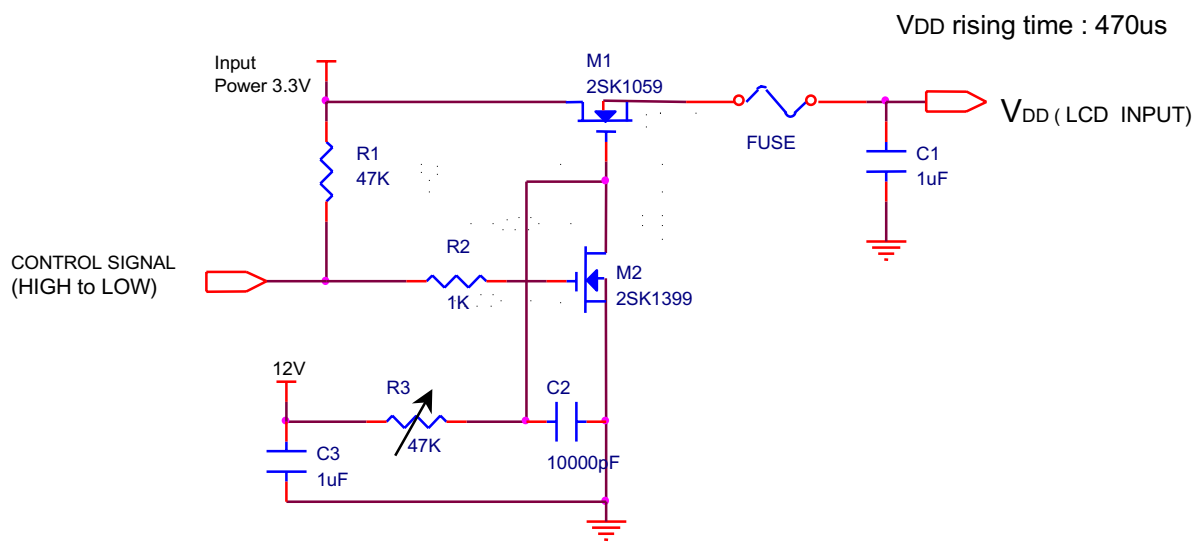 VDD rising time : 470us
Input
Power 3.3V
M1
2SK1059
FUSE
VDD ( LCD INPUT)
R1
47K
C1
1uF
CONTROL SIGNAL
(HIGH to LOW)
R2
1K
M2
2SK1399
12V
R3
47K
C2
10000pF
C3
1uF